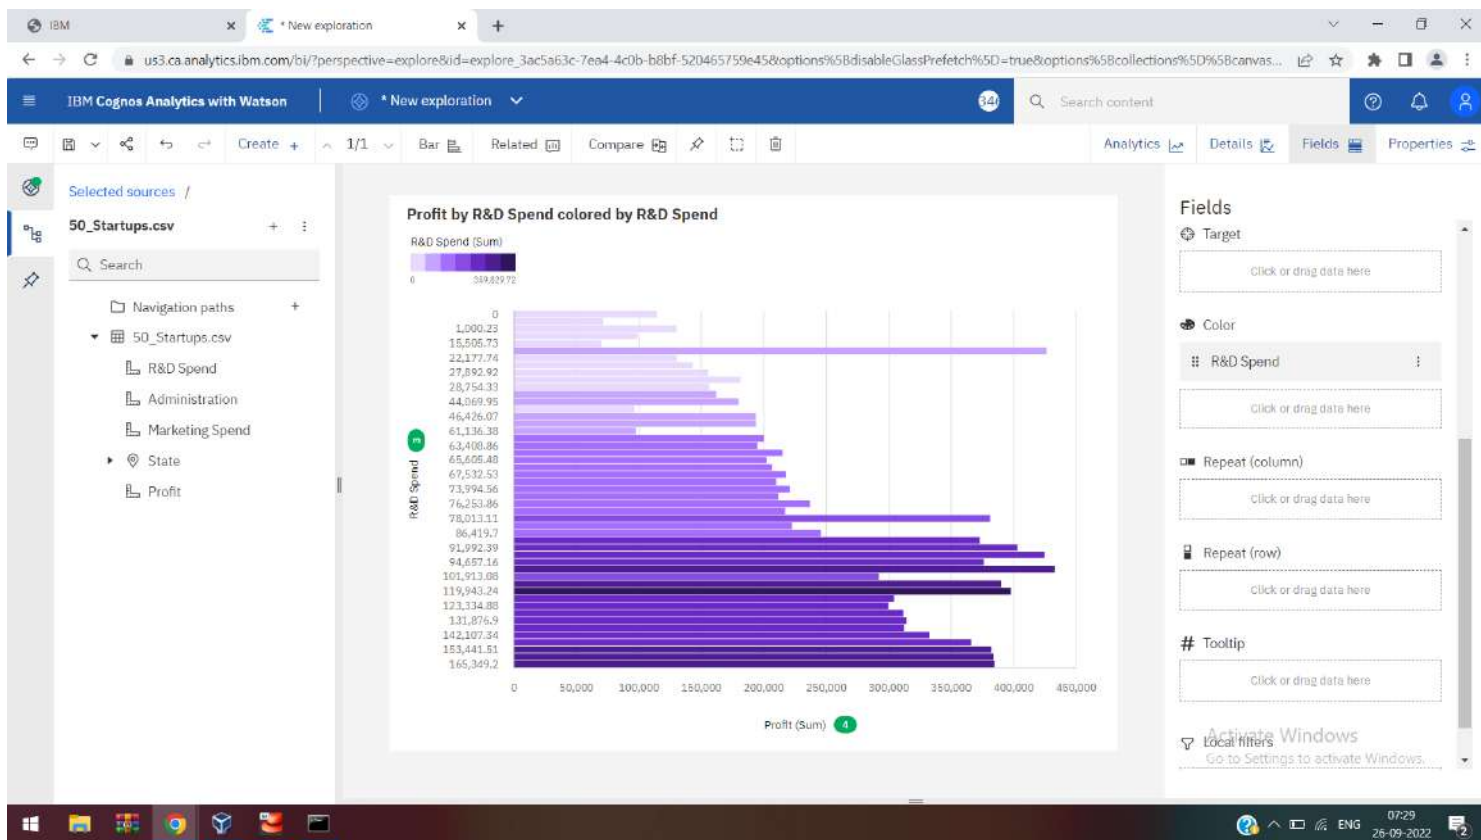 IBM
* New exploration
us3.ca.analytics.ibm.com/bi/?perspective=explore&id=explore_3ac5a63c-7ea4-4c0b-b8bf-520465759e45&options%5BdisableGlassPrefetch%5D=true&options%5Bcollections%5D%5Bcanvas...
IBM Cognos Analytics with Watson
* New exploration
Search content
Create +
1/1
Bar
Related
Compare
Analytics
Details
Fields
Properties
Selected sources /
50_Startups.csv
Search
Navigation paths
50_Startups.csv
R&D Spend
Administration
Marketing Spend
State
Profit
Profit by R&D Spend colored by R&D Spend
R&D Spend (Sum)
0
0
1,000.23
15,505.73
22,177.74
27,892.92
28,754.33
44,069.95
46,426.07
61,136.38
63,408.86
65,605.48
67,532.53
73,994.56
76,253.86
78,013.11
86,419.7
91,992.39
94,657.16
101,913.08
119,943.24
123,334.88
131,876.9
142,107.34
153,441.51
165,349.2
3
R&D Spend
0 50,000 100,000 150,000 200,000 250,000 300,000 350,000 400,000 450,000
Profit (Sum) 4
Fields
Target
Click or drag data here
Color
R&D Spend
Click or drag data here
Repeat (column)
Click or drag data here
Repeat (row)
Click or drag data here
# Tooltip
Click or drag data here
Local filters
Activate Windows
Go to Settings to activate Windows.
ENG
07:29
26-09-2022